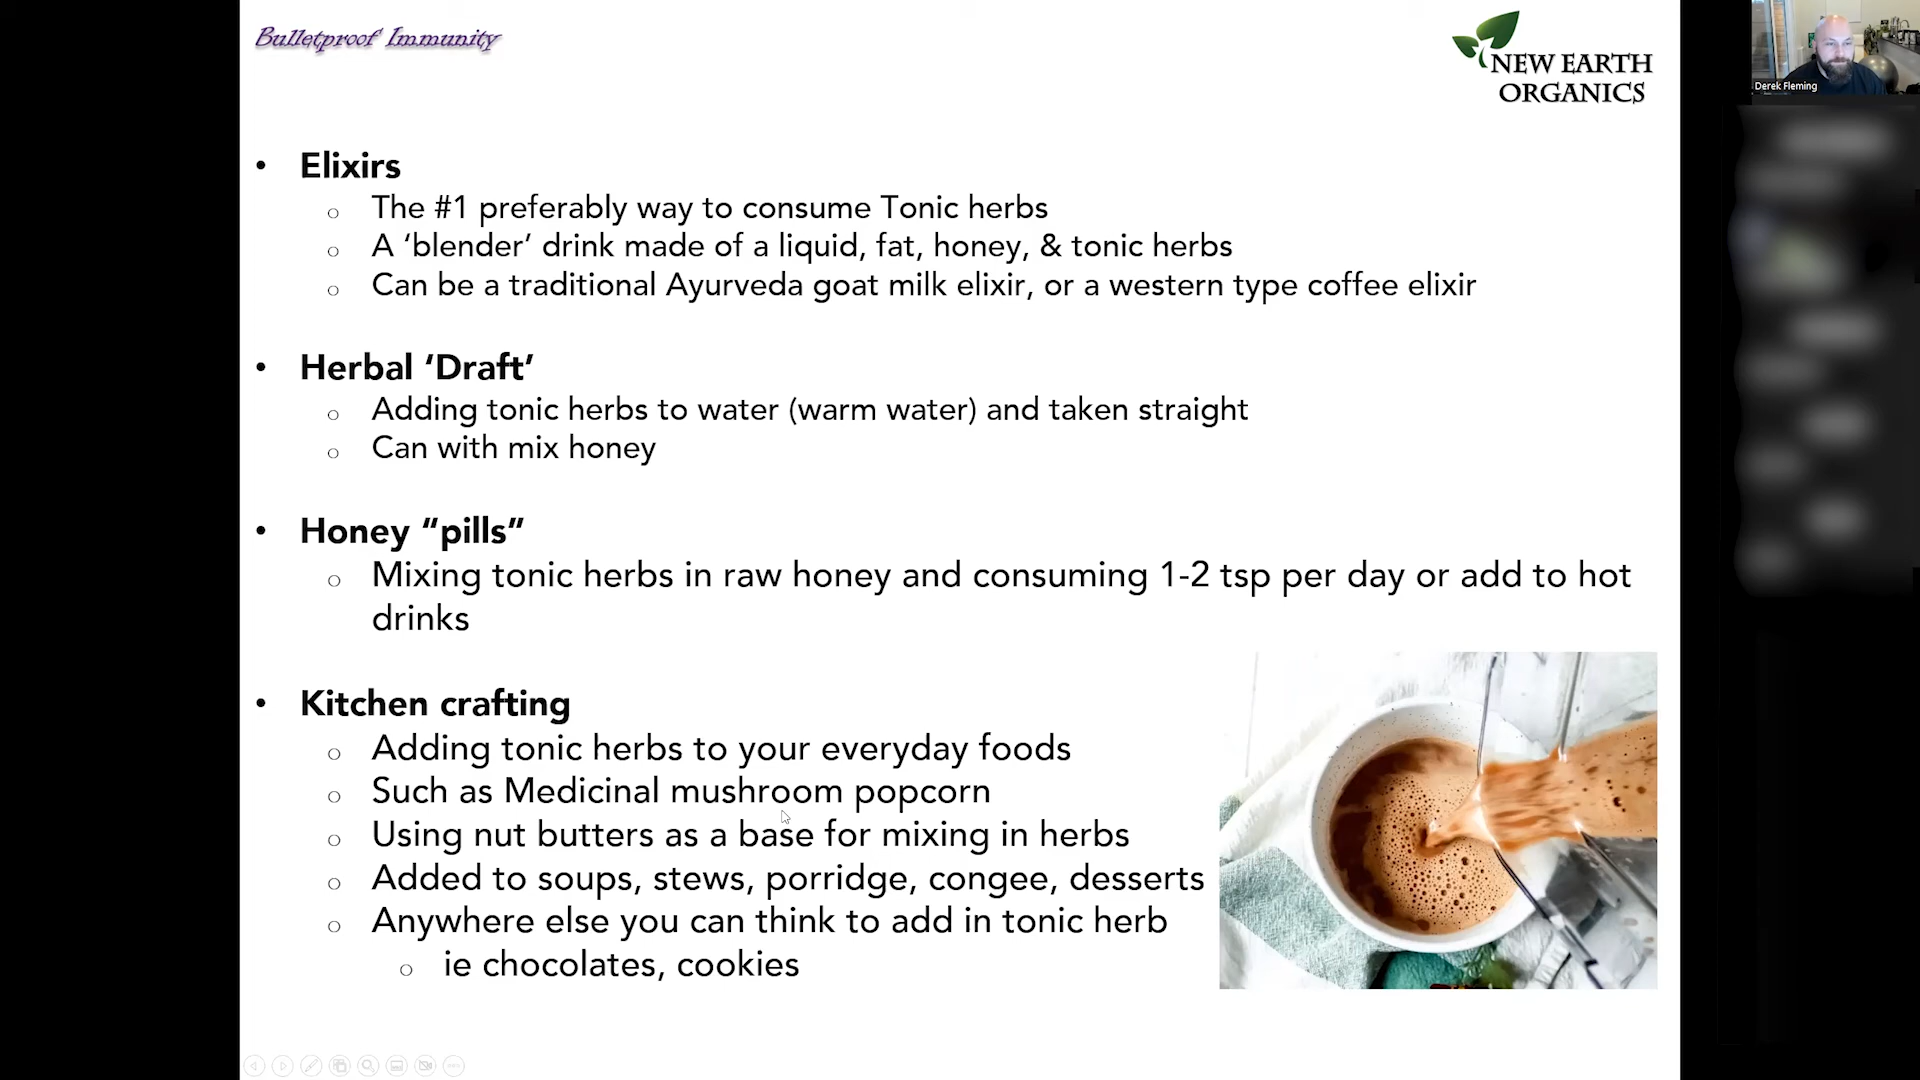 Bulletproof Immunity
NEW EARTH
ORGANICS
Derek Fleming
• Elixirs
○ The #1 preferably way to consume Tonic herbs
○ A ‘blender’ drink made of a liquid, fat, honey, & tonic herbs
○ Can be a traditional Ayurveda goat milk elixir, or a western type coffee elixir
• Herbal ‘Draft’
○ Adding tonic herbs to water (warm water) and taken straight
○ Can with mix honey
• Honey “pills”
○ Mixing tonic herbs in raw honey and consuming 1-2 tsp per day or add to hot
drinks
• Kitchen crafting
○ Adding tonic herbs to your everyday foods
○ Such as Medicinal mushroom popcorn
○ Using nut butters as a base for mixing in herbs
○ Added to soups, stews, porridge, congee, desserts
○ Anywhere else you can think to add in tonic herb
○ ie chocolates, cookies